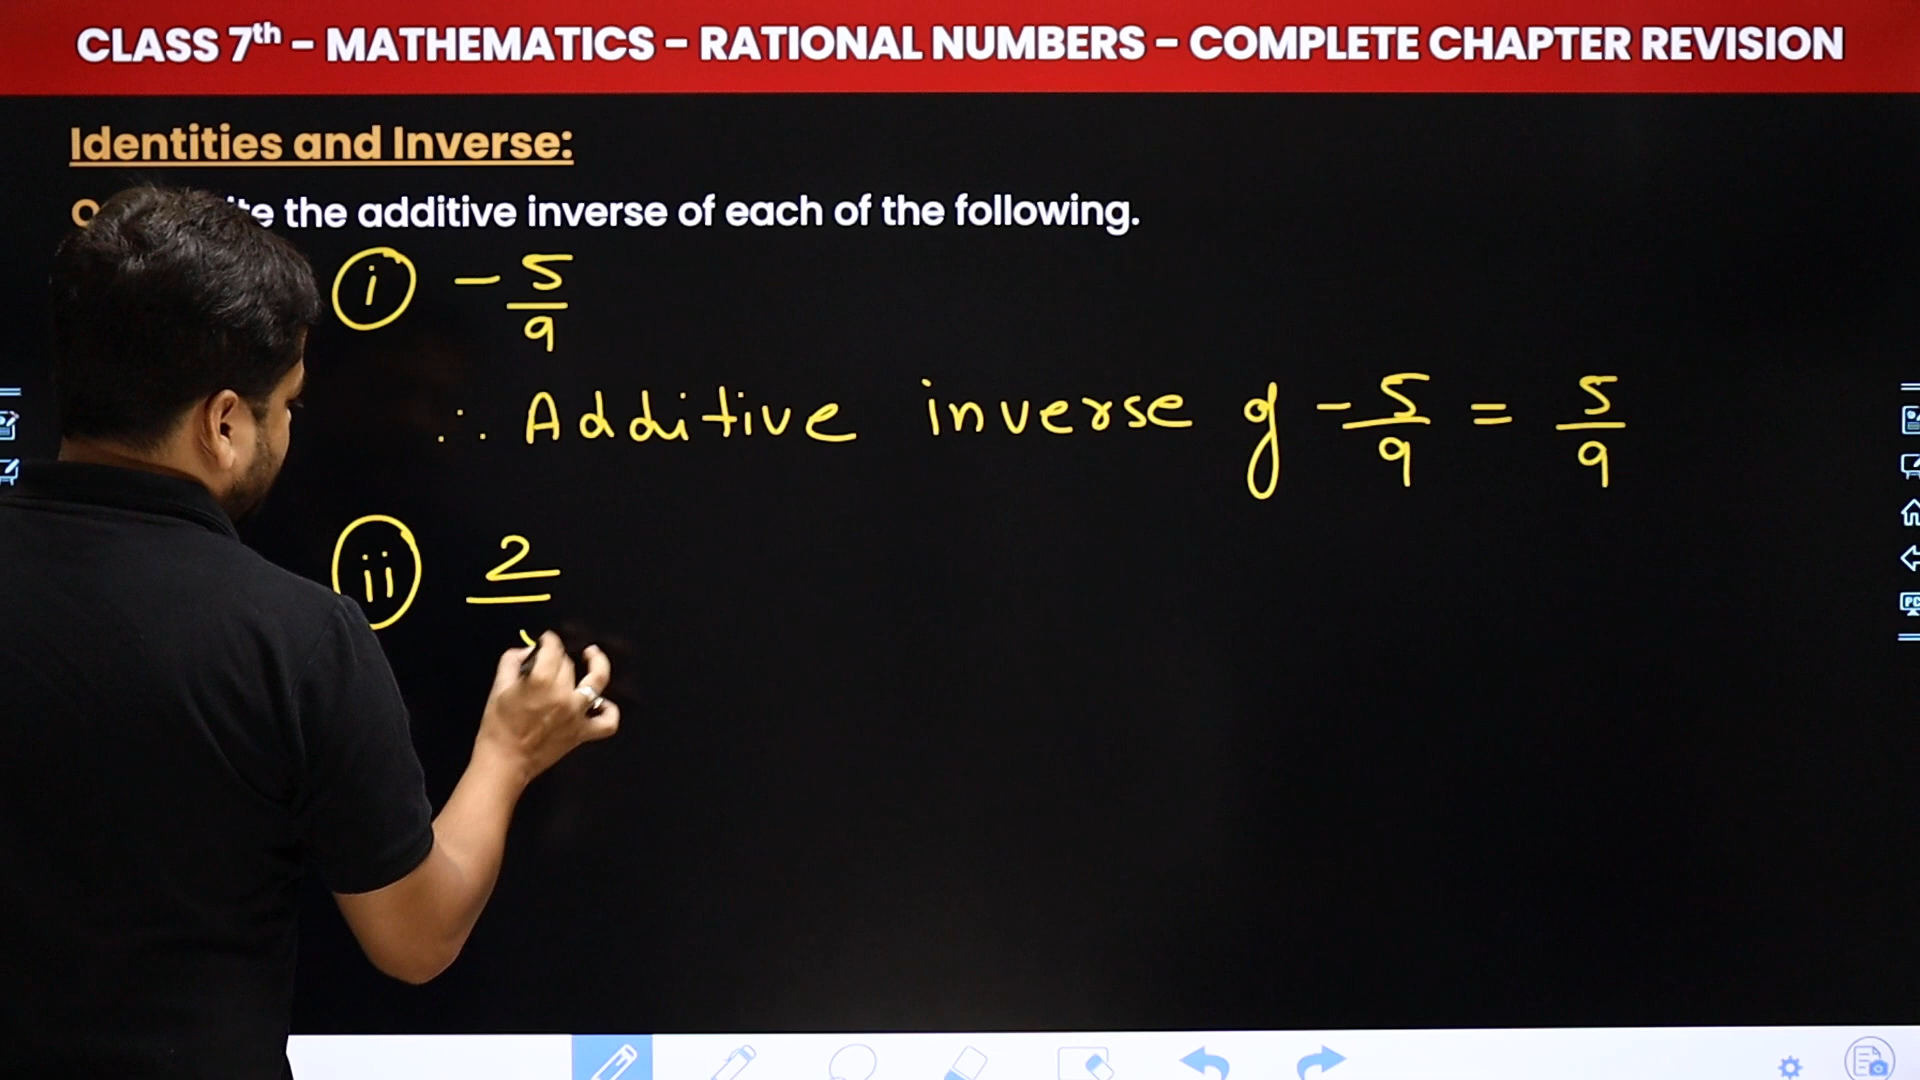 CLASS 7th - MATHEMATICS - RATIONAL NUMBERS - COMPLETE CHAPTER REVISION
Identities and Inverse:
the additive inverse of each of the following.
(i) -5/9
∴ Additive inverse of -5/9 = 5/9
(ii) 2/